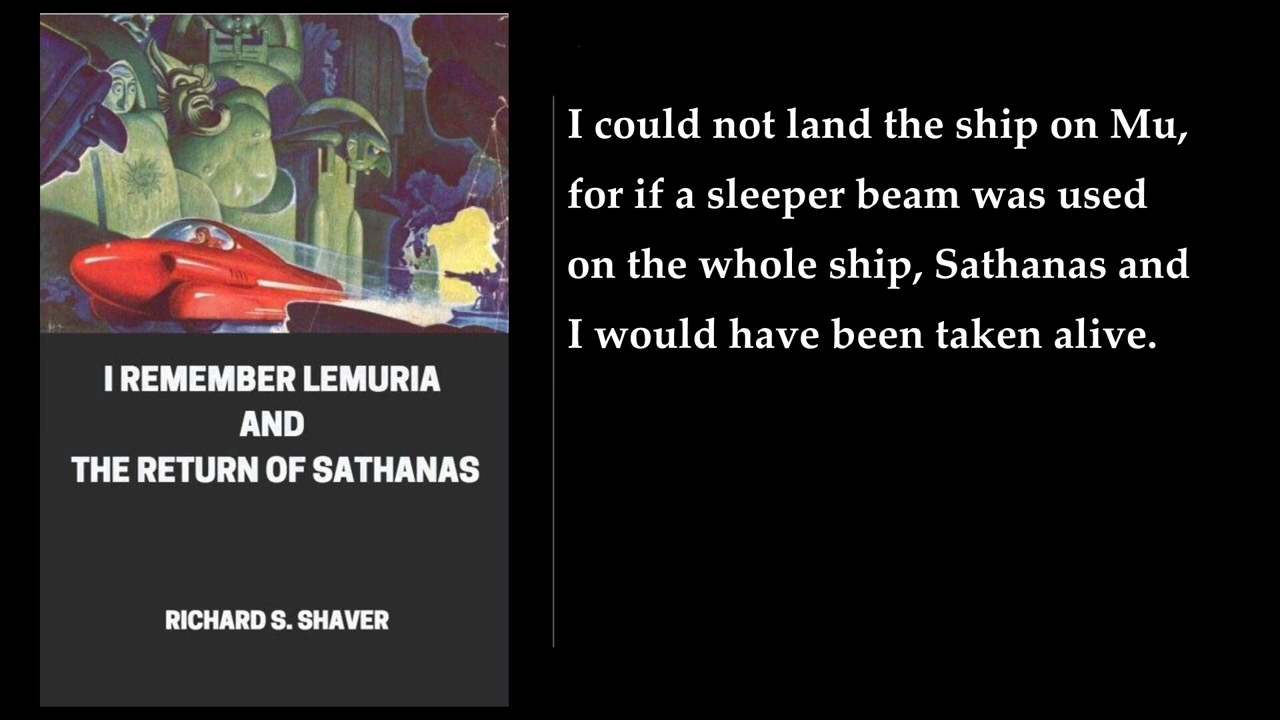 I REMEMBER LEMURIA
AND
THE RETURN OF SATHANAS
RICHARD S. SHAVER
I could not land the ship on Mu,
for if a sleeper beam was used
on the whole ship, Sathanas and
I would have been taken alive.